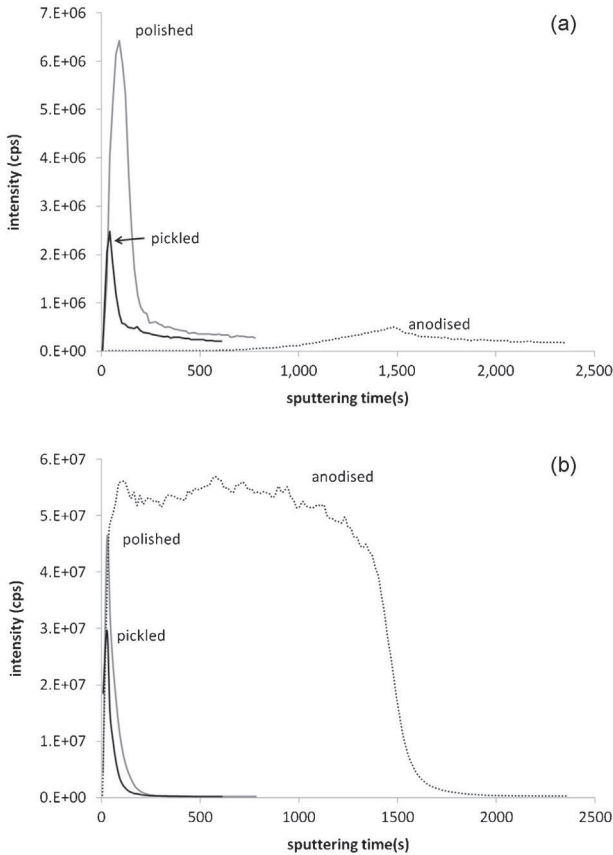 (a)
7.E+06
6.E+06
5.E+06
4.E+06
3.E+06
2.E+06
1.E+06
0.E+00
intensity (cps)
polished
pickled
anodised
0 500 1,000 1,500 2,000 2,500
sputtering time(s)
(b)
6.E+07
5.E+07
4.E+07
3.E+07
2.E+07
1.E+07
0.E+00
intensity (cps)
anodised
polished
pickled
0 500 1000 1500 2000 2500
sputtering time(s)